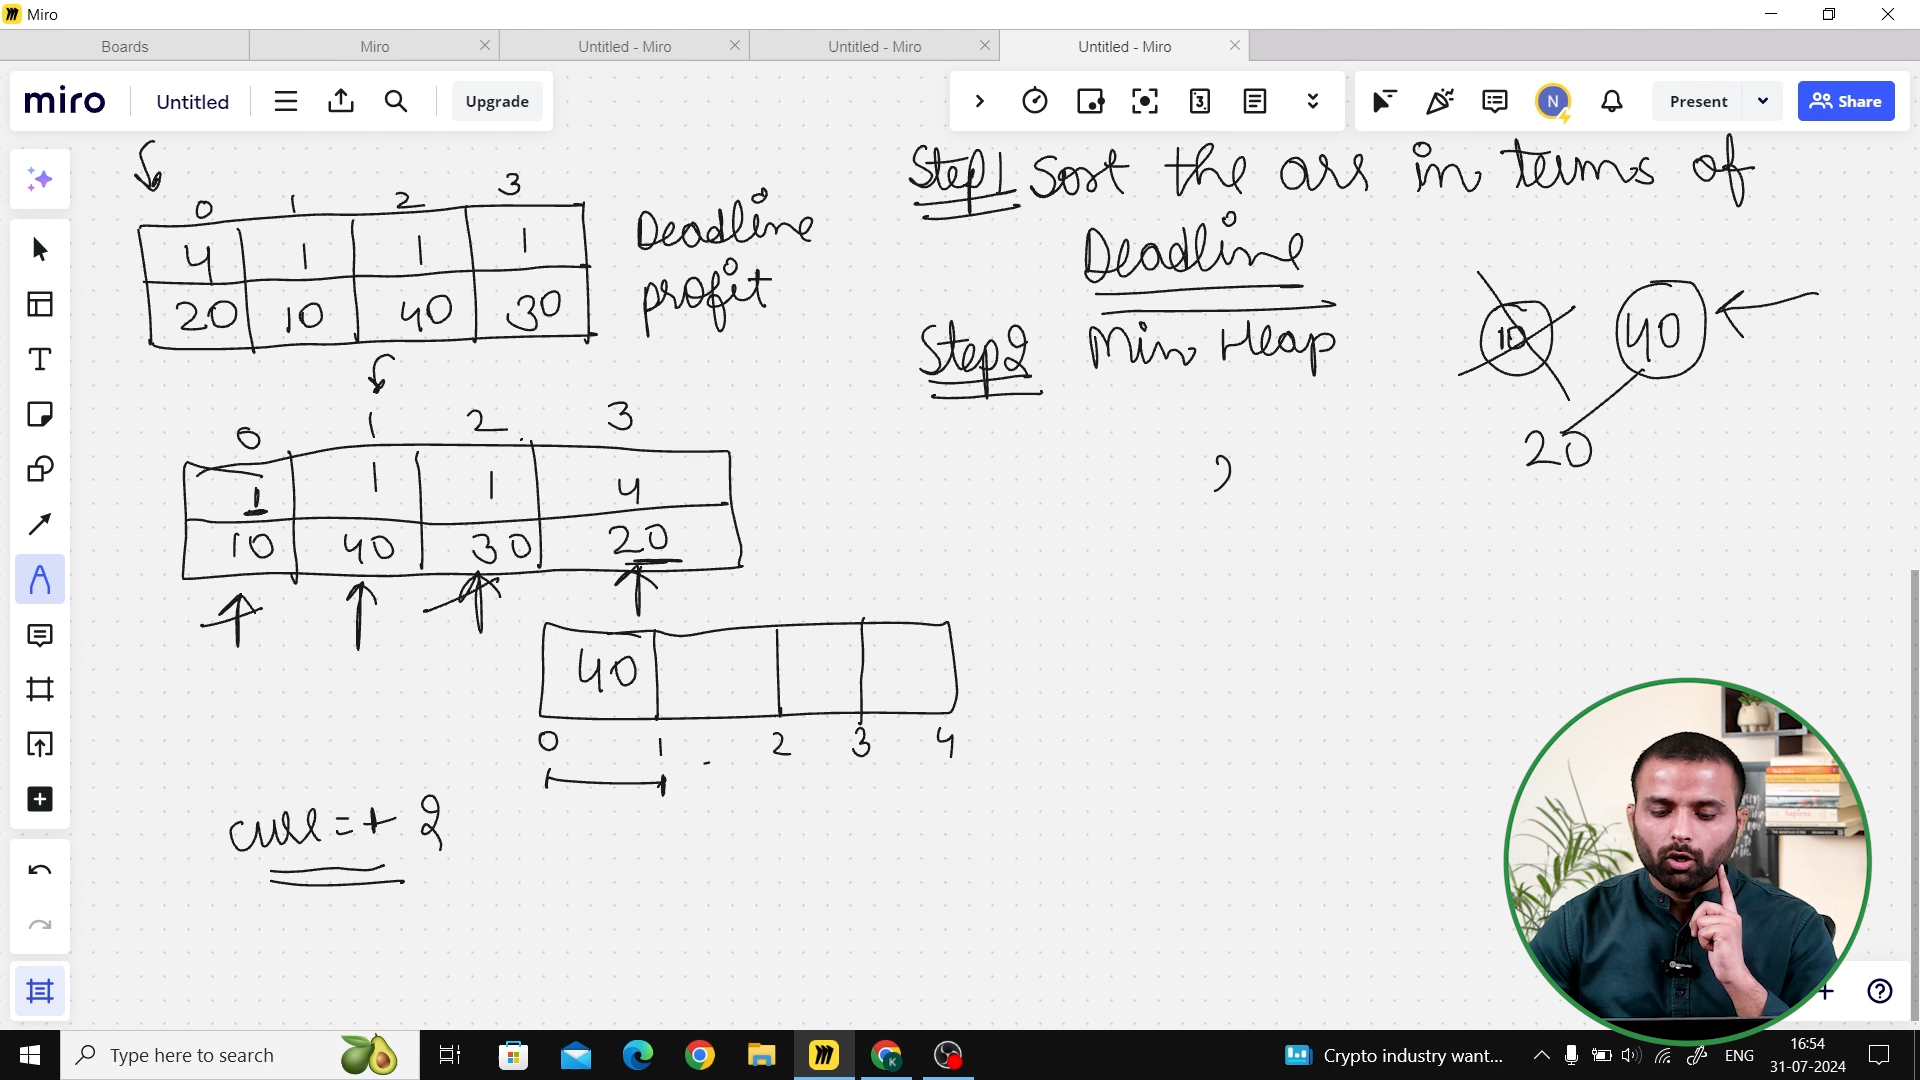 Miro
Boards
Miro
Untitled - Miro
Untitled - Miro
Untitled - Miro
miro
Untitled
Upgrade
3
N
Present
Share
0 1 2 3
4 1 1 1
20 10 40 30
Deadline
profit
Step1 Sort the arr in terms of
Deadline
Step2 Min Heap
10 40
20
0 1 2 3
1 1 1 4
10 40 30 20
40
0 1 2 3 4
curr = + 2
T
Type here to search
Crypto industry want...
ENG
16:54
31-07-2024